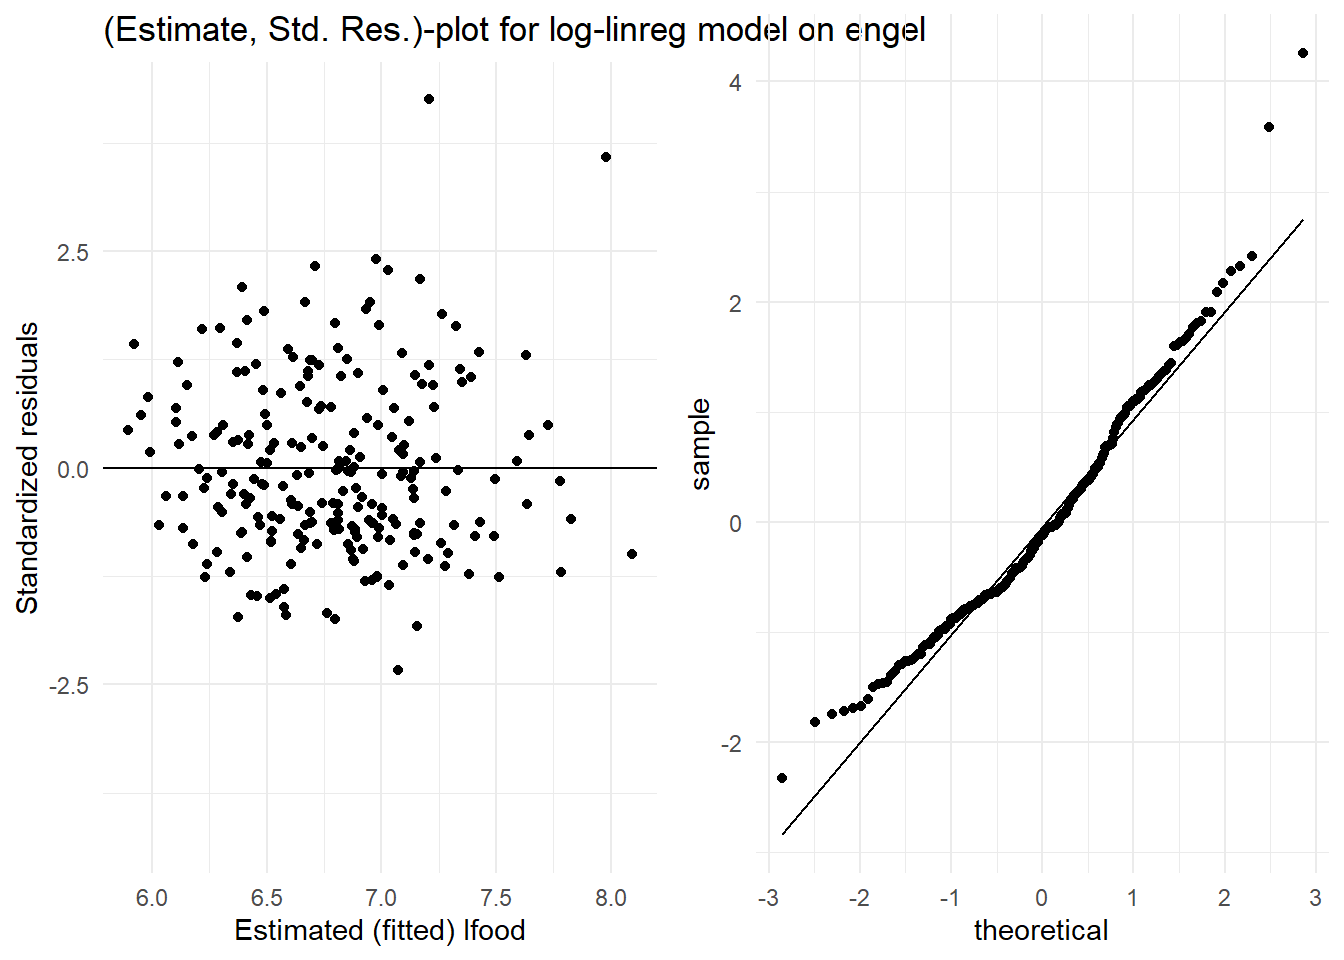 (Estimate, Std. Res.)-plot for log-linreg model on engel
Standardized residuals
2.5
0.0
-2.5
6.0 6.5 7.0 7.5 8.0
Estimated (fitted) lfood
sample
4
2
0
-2
-3 -2 -1 0 1 2 3
theoretical